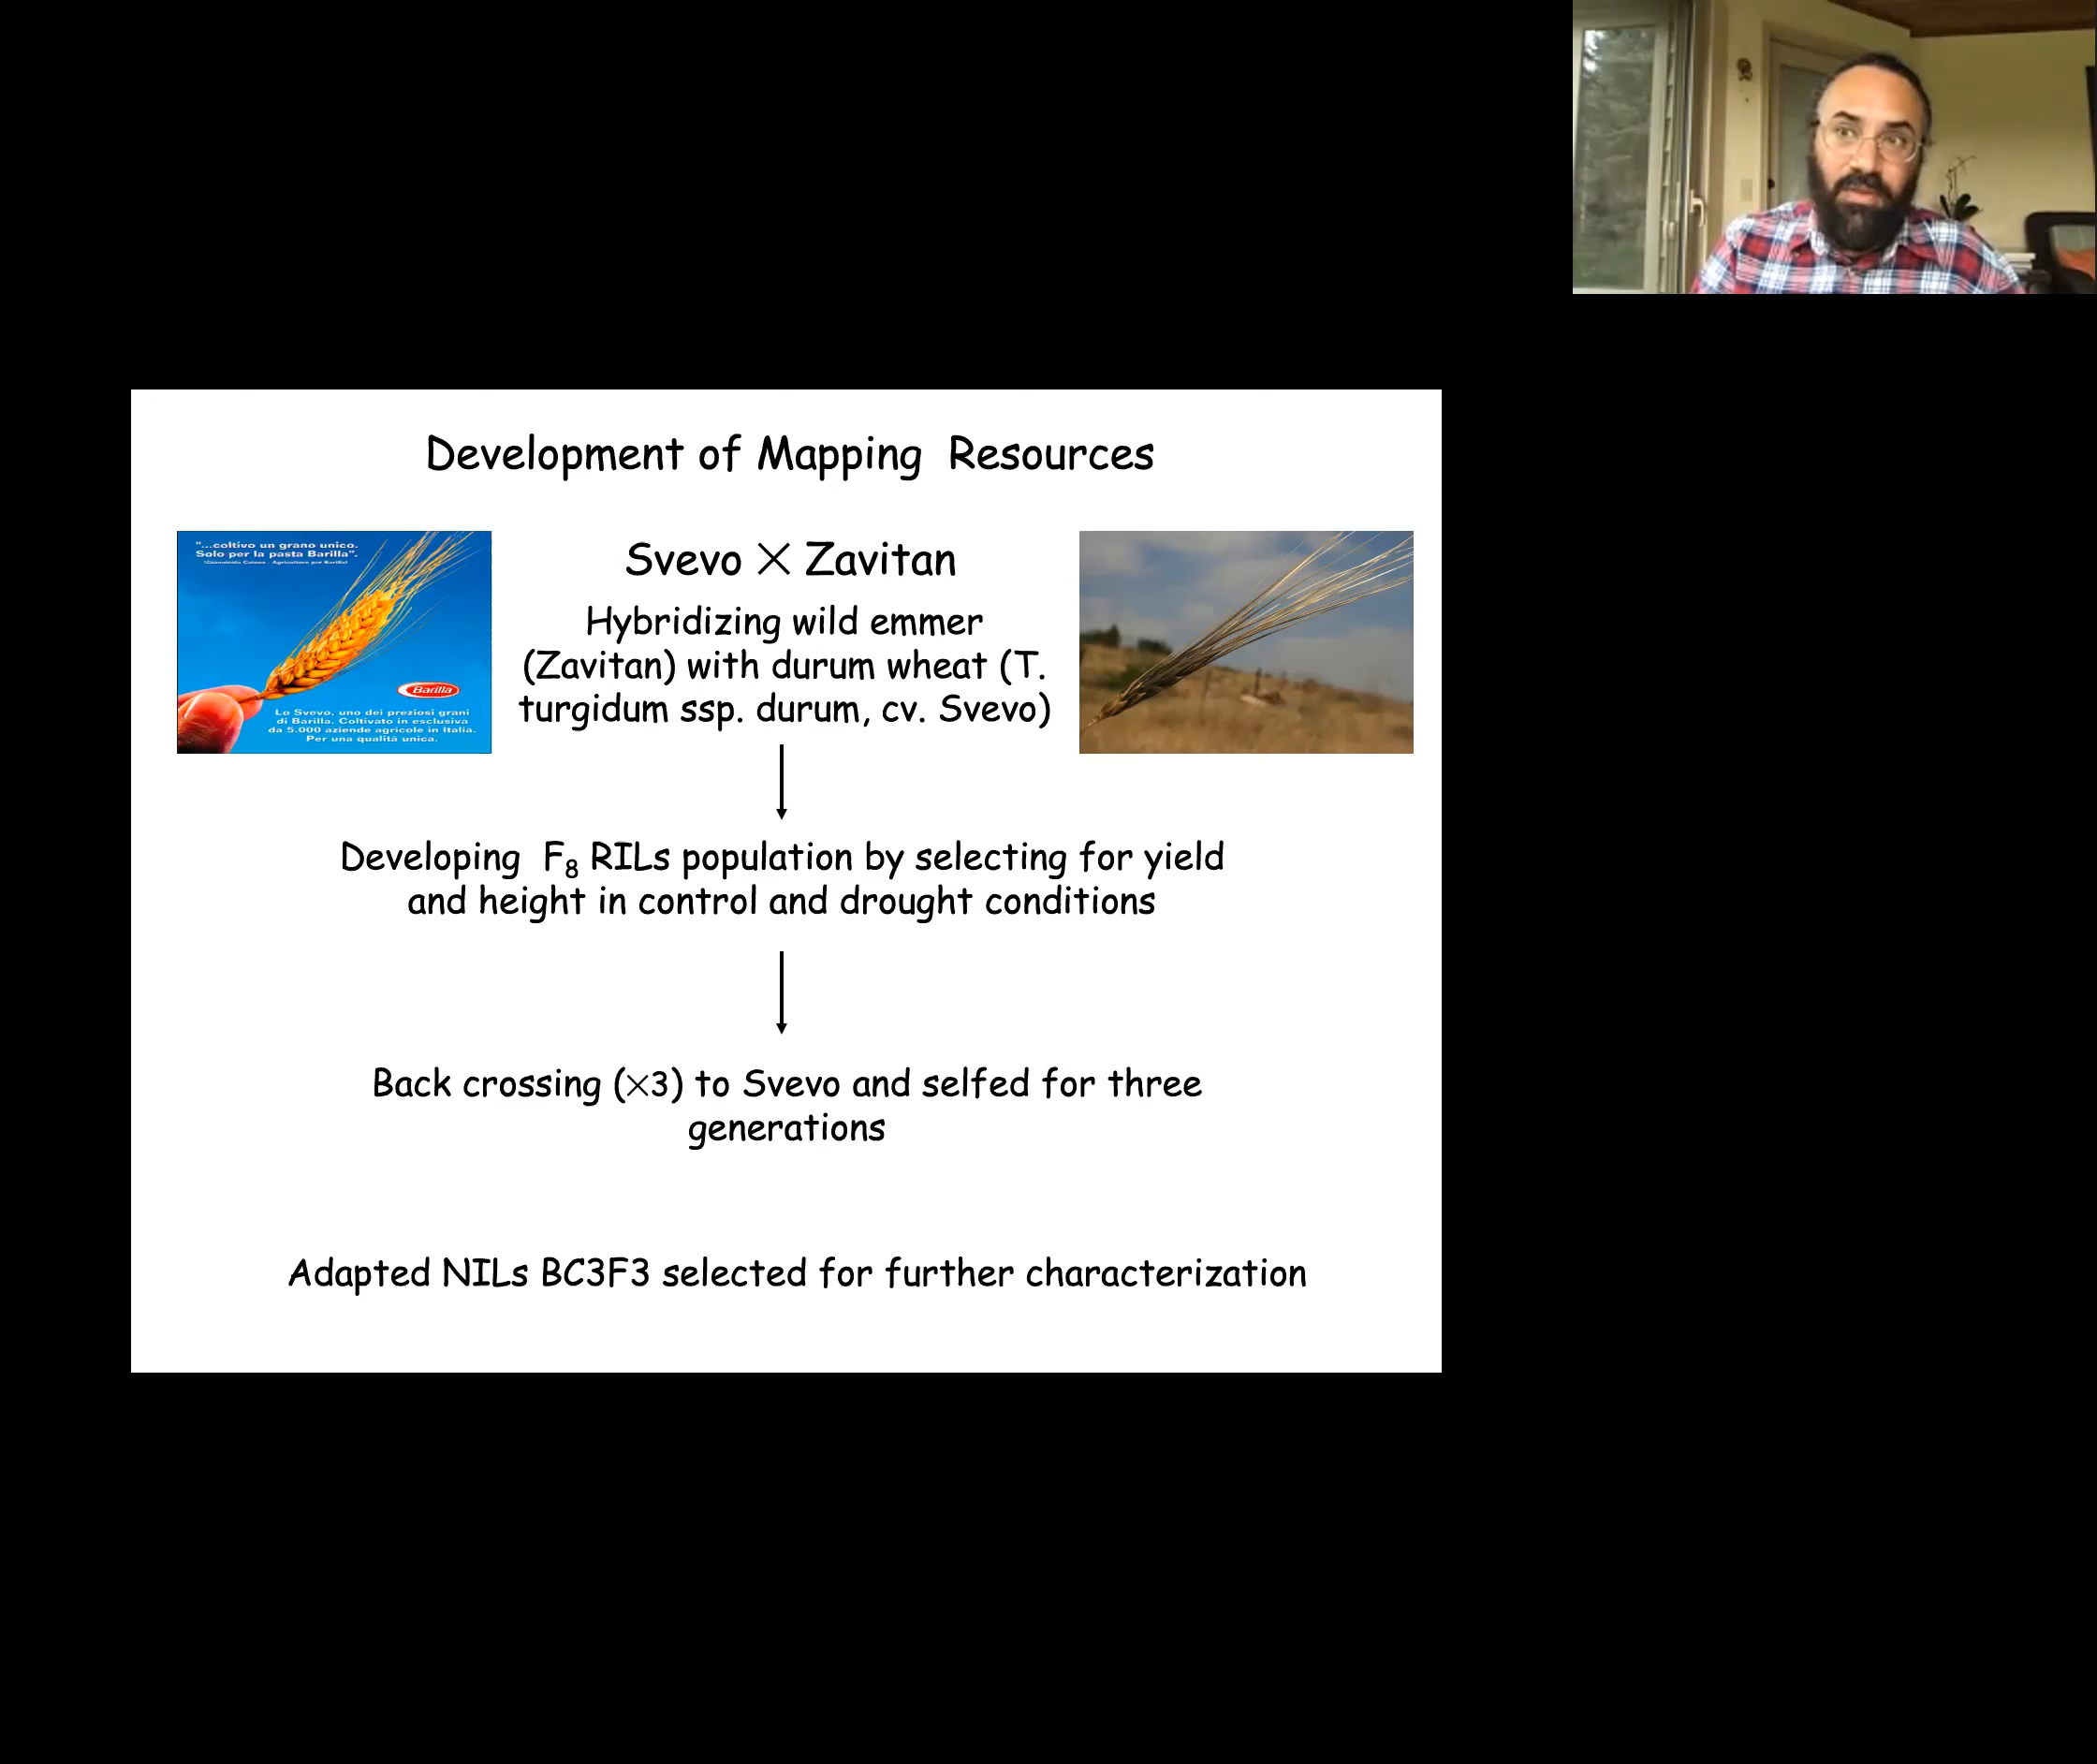 Development of Mapping Resources
"...coltivo un grano unico.
Solo per la pasta Barilla".
Svevo × Zavitan
Hybridizing wild emmer
(Zavitan) with durum wheat (T.
turgidum ssp. durum, cv. Svevo)
Barilla
Lo Svevo, uno dei preziosi grani
di Barilla. Coltivato in esclusiva
da 5.000 aziende agricole in Italia.
Per una qualità unica.
Developing F₈ RILs population by selecting for yield
and height in control and drought conditions
Back crossing (×3) to Svevo and selfed for three
generations
Adapted NILs BC3F3 selected for further characterization